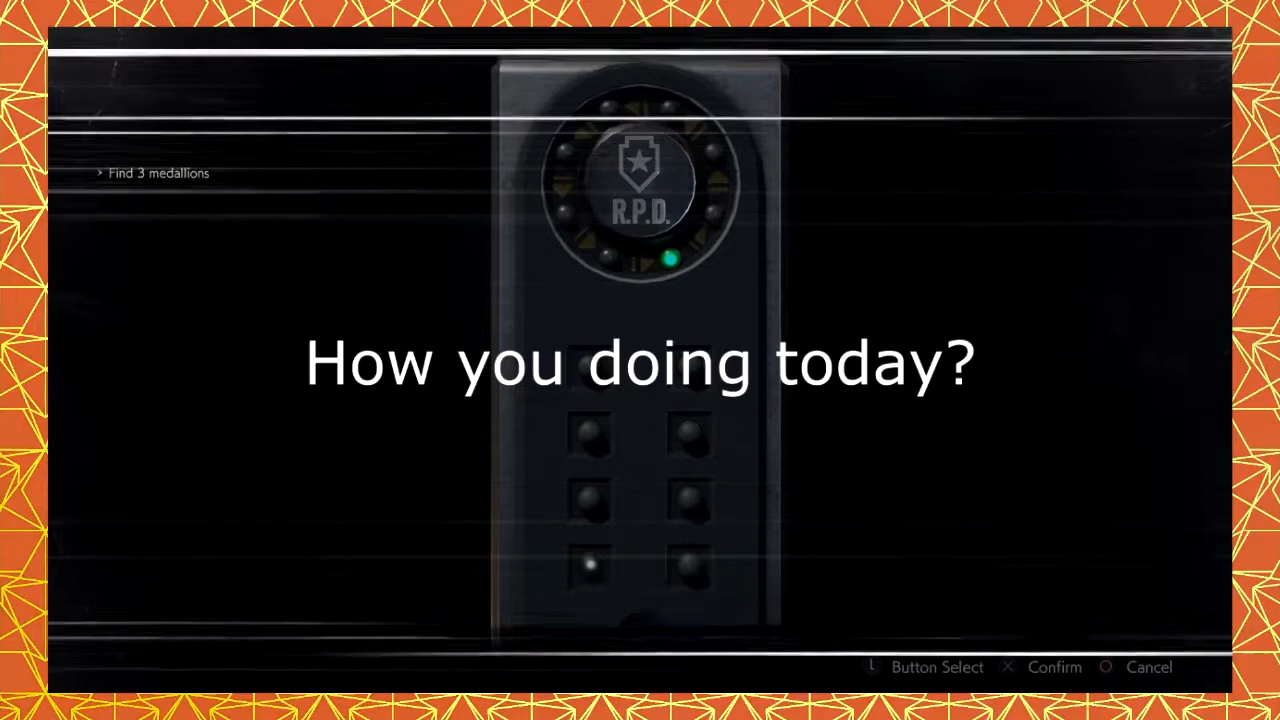 > Find 3 medallions
R.P.D.
How you doing today?
L Button Select X Confirm O Cancel